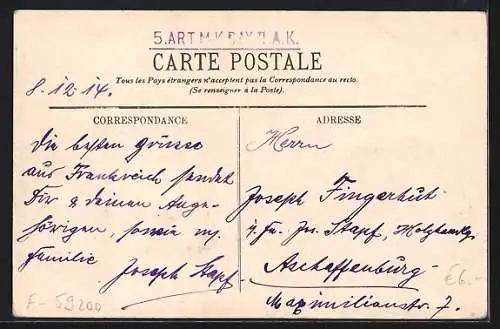 5. ART.M.K. BAY. II. A.K.
CARTE POSTALE
Tous les Pays étrangers n'acceptent pas la Correspondance au recto.
(Se renseigner à la Poste).
8.12.14.
CORRESPONDANCE
ADRESSE
Die besten Grüsse
aus Frankreich sendet
Dir & deinen Ange-
hörigen, sowie
Familie
Joseph Stapf
Herrn
Joseph Fingerhut
Stapf, Holzhandlg
Aschaffenburg
Maximilianstr. 7.
€6.-
F-59200